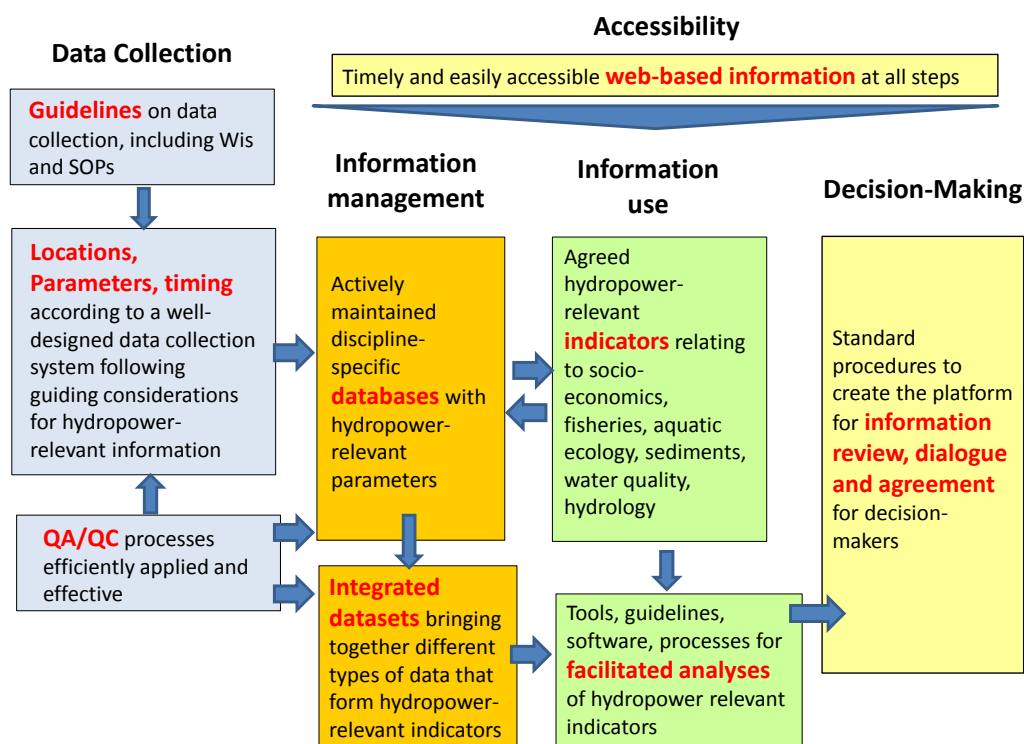 Accessibility
Data Collection
Timely and easily accessible web-based information at all steps
Guidelines on data
collection, including Wis
and SOPs
Locations,
Parameters, timing
according to a well-
designed data collection
system following
guiding considerations
for hydropower-
relevant information
QA/QC processes
efficiently applied and
effective
Information
management
Actively
maintained
discipline-
specific
databases with
hydropower-
relevant
parameters
Integrated
datasets bringing
together different
types of data that
form hydropower-
relevant indicators
Information
use
Agreed
hydropower-
relevant
indicators relating
to socio-
economics,
fisheries, aquatic
ecology, sediments,
water quality,
hydrology
Tools, guidelines,
software, processes for
facilitated analyses
of hydropower relevant
indicators
Decision-Making
Standard
procedures to
create the platform
for information
review, dialogue
and agreement
for decision-
makers